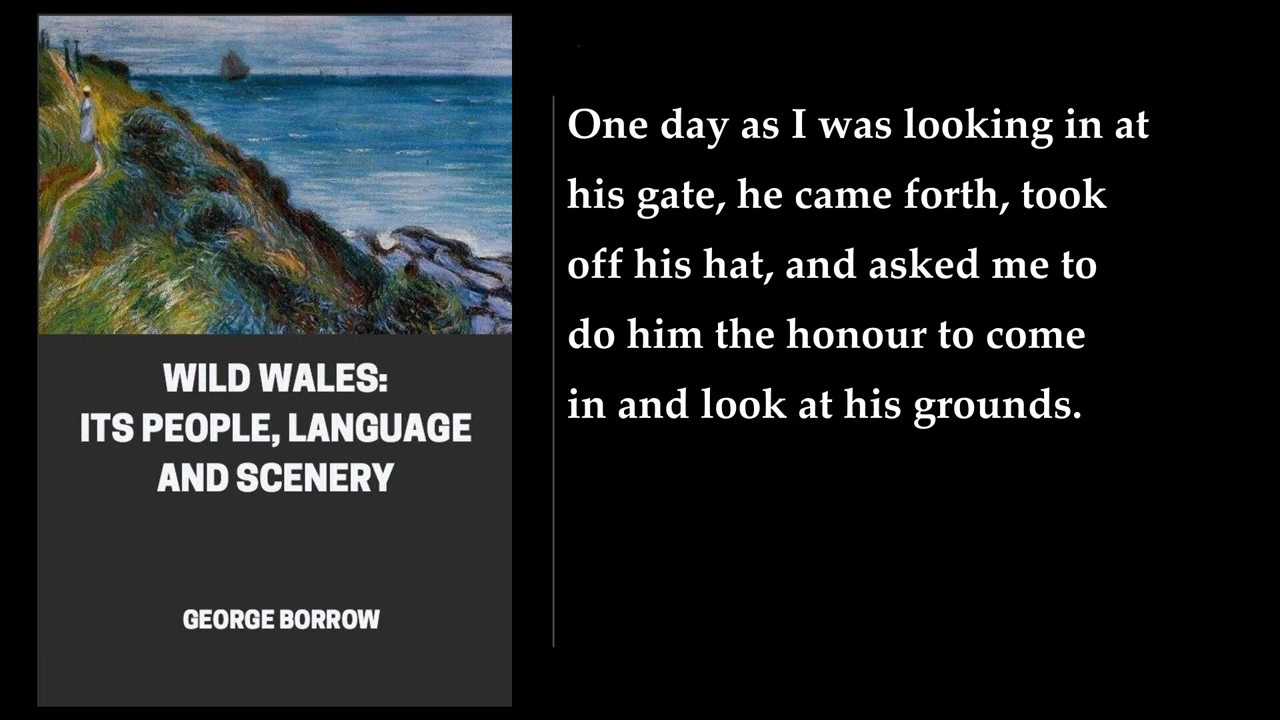 WILD WALES:
ITS PEOPLE, LANGUAGE
AND SCENERY
GEORGE BORROW
One day as I was looking in at
his gate, he came forth, took
off his hat, and asked me to
do him the honour to come
in and look at his grounds.